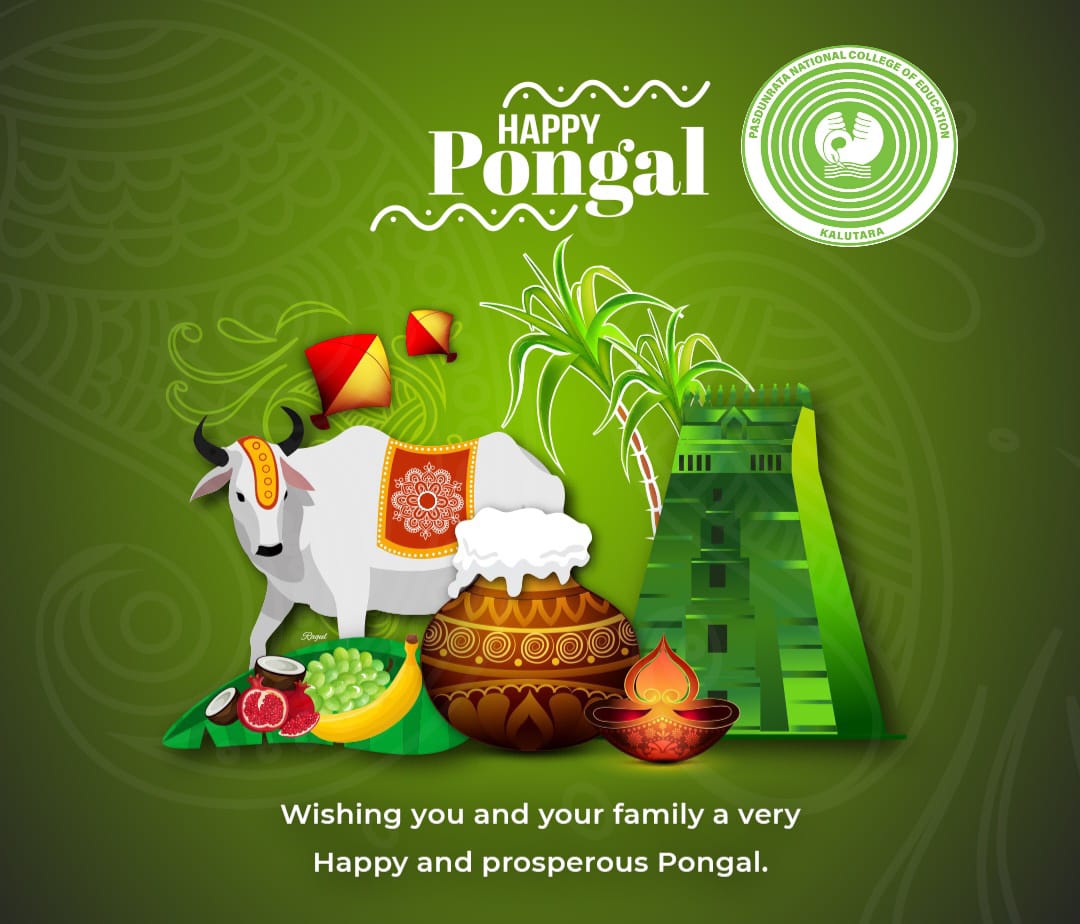 HAPPY
Pongal
PASDUNRATA NATIONAL COLLEGE OF EDUCATION
KALUTARA
Ragul
Wishing you and your family a very
Happy and prosperous Pongal.